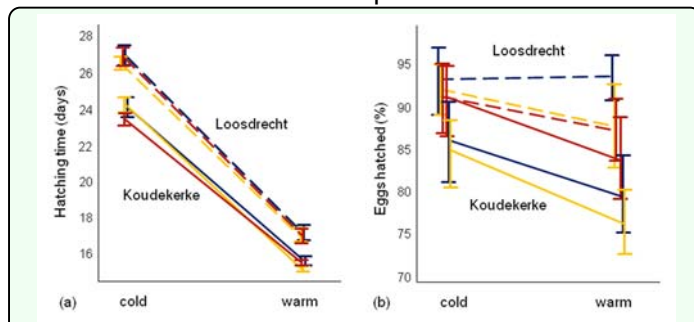 28
26
24
22
20
18
16
Hatching time (days)
Loosdrecht
Koudekerke
(a)
cold
warm
95
90
85
80
75
70
Eggs hatched (%)
Loosdrecht
Koudekerke
(b)
cold
warm